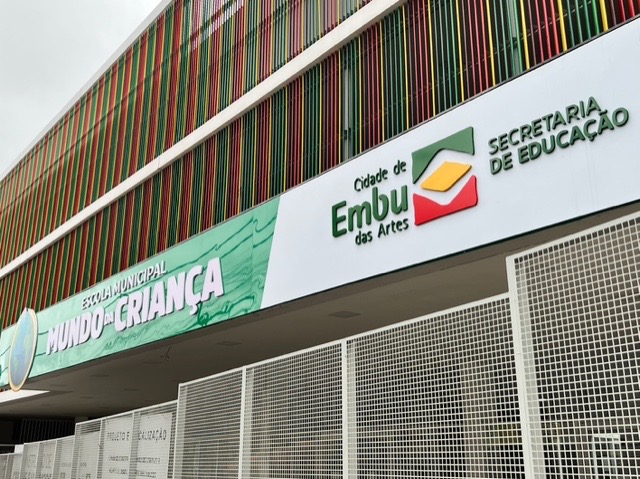 ESCOLA MUNICIPAL
MUNDO DA CRIANÇA
Cidade de
Embu
das Artes
SECRETARIA
DE EDUCAÇÃO